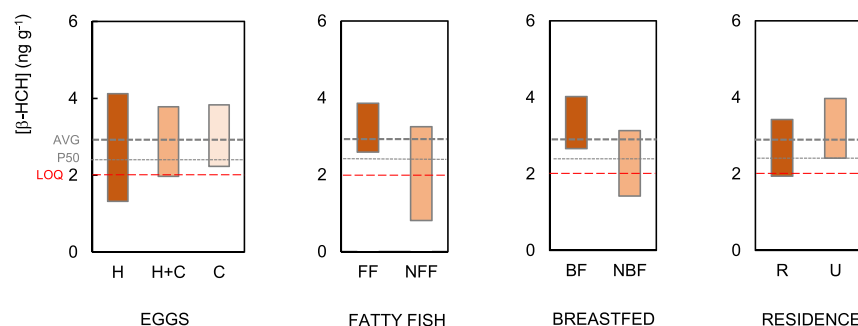 [β-HCH] (ng g⁻¹)
6 6 6 6
4 4 4 4
AVG
P50
LOQ 2 2 2 2
0 0 0 0
H H+C C FF NFF BF NBF R U
EGGS FATTY FISH BREASTFED RESIDENCE